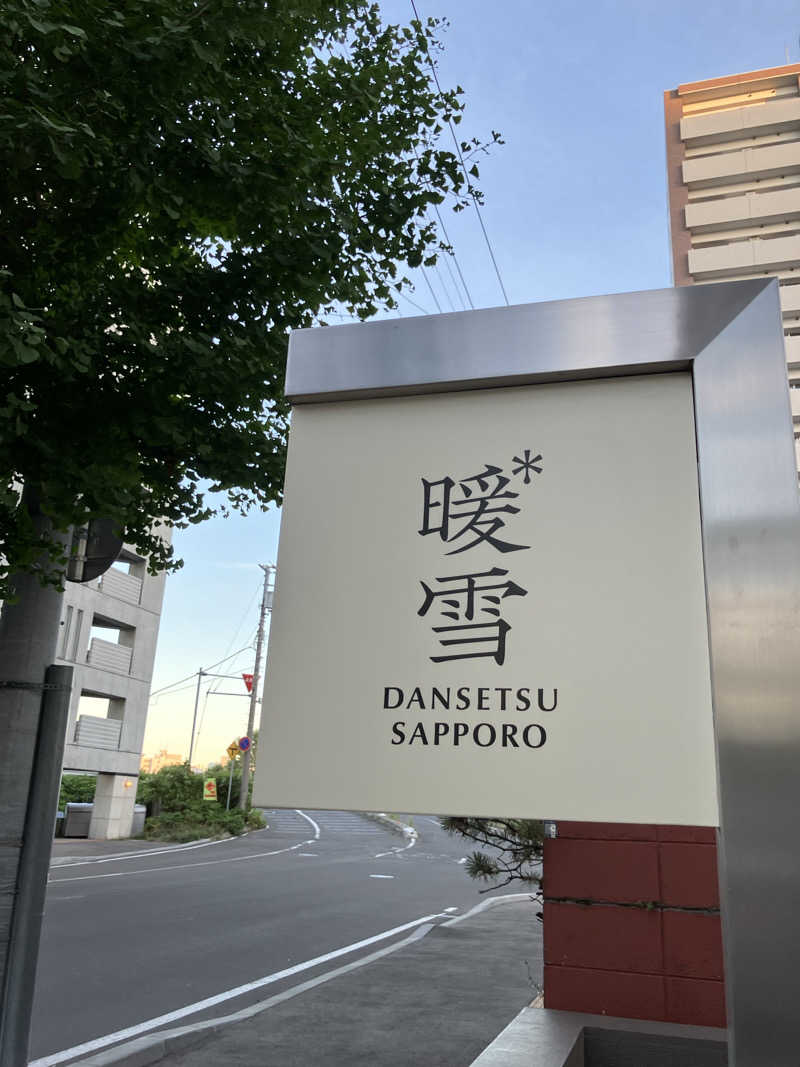 暖*
雪
DANSETSU
SAPPORO